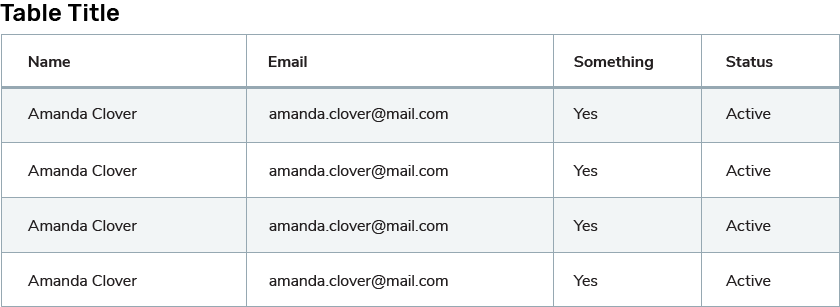 Table Title
Name Email Something Status
Amanda Clover amanda.clover@mail.com Yes Active
Amanda Clover amanda.clover@mail.com Yes Active
Amanda Clover amanda.clover@mail.com Yes Active
Amanda Clover amanda.clover@mail.com Yes Active